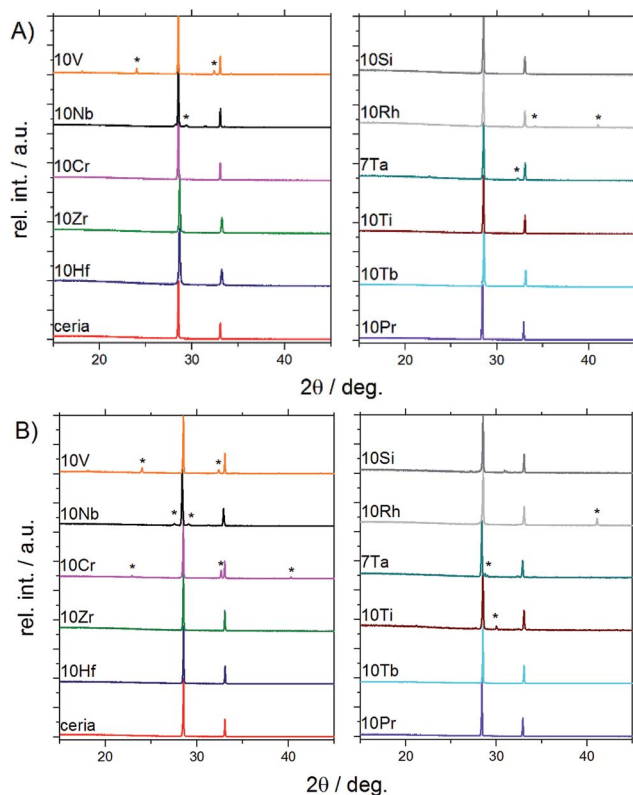 A)
rel. int. / a.u.
10V
*
*
10Nb
*
10Cr
10Zr
10Hf
ceria
20
30
40
10Si
10Rh
*
*
7Ta
*
10Ti
10Tb
10Pr
20
30
40
2θ / deg.
B)
rel. int. / a.u.
10V
*
*
10Nb
*
*
10Cr
*
*
*
10Zr
10Hf
ceria
20
30
40
10Si
10Rh
*
7Ta
*
10Ti
*
10Tb
10Pr
20
30
40
2θ / deg.